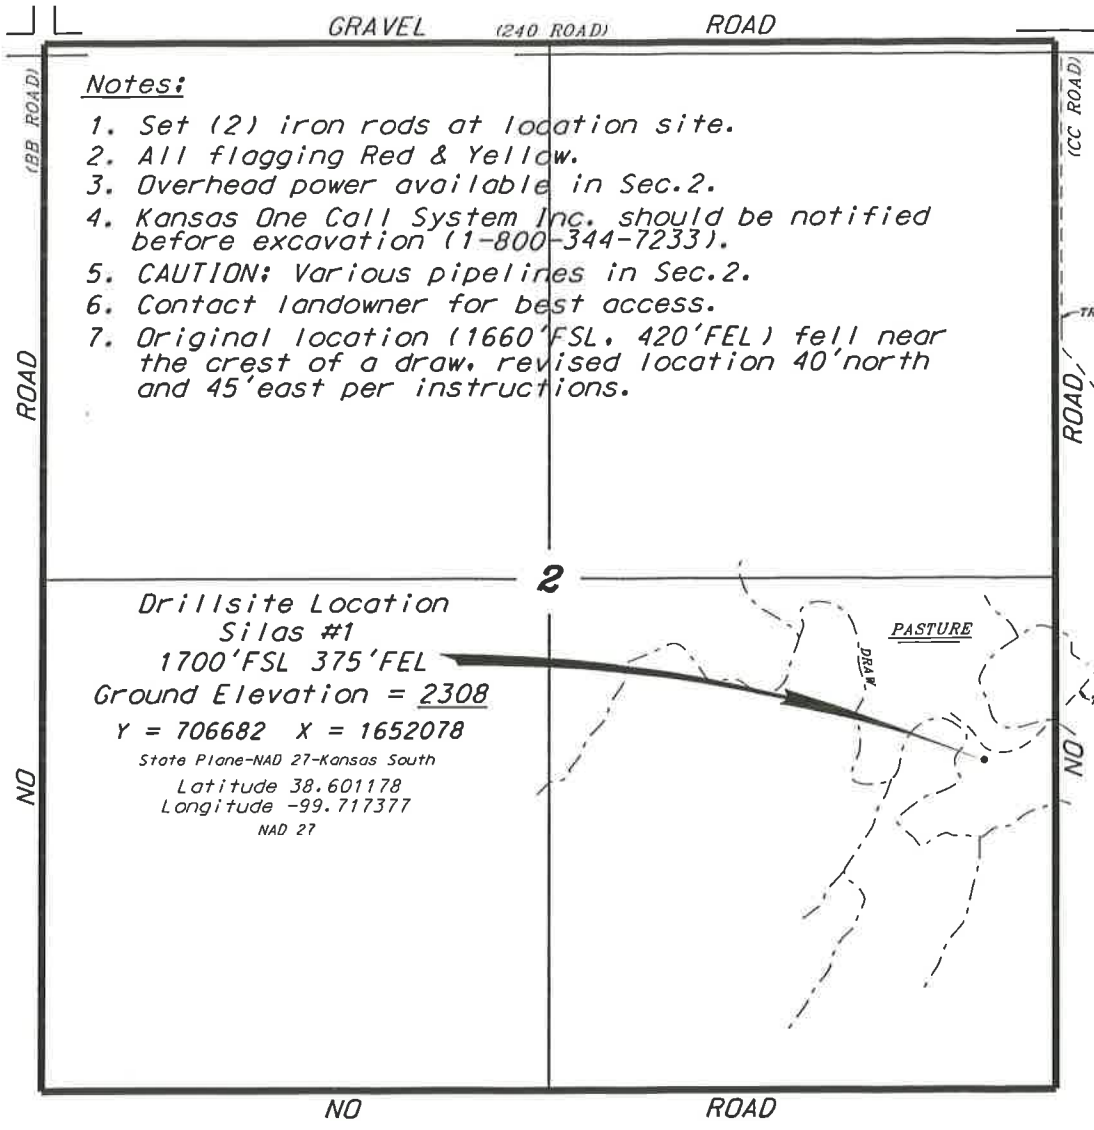 GRAVEL (240 ROAD) ROAD
(BB ROAD)
(CC ROAD)
Notes:
1. Set (2) iron rods at location site.
2. All flagging Red & Yellow.
3. Overhead power available in Sec.2.
4. Kansas One Call System Inc. should be notified
before excavation (1-800-344-7233).
5. CAUTION: Various pipelines in Sec.2.
6. Contact landowner for best access.
7. Original location (1660'FSL, 420'FEL) fell near
the crest of a draw, revised location 40'north
and 45'east per instructions.
ROAD
ROAD
2
Drillsite Location
Silas #1
1700'FSL 375'FEL
Ground Elevation = 2308
Y = 706682 X = 1652078
State Plane-NAD 27-Kansas South
Latitude 38.601178
Longitude -99.717377
NAD 27
PASTURE
DRAW
NO
NO
NO ROAD